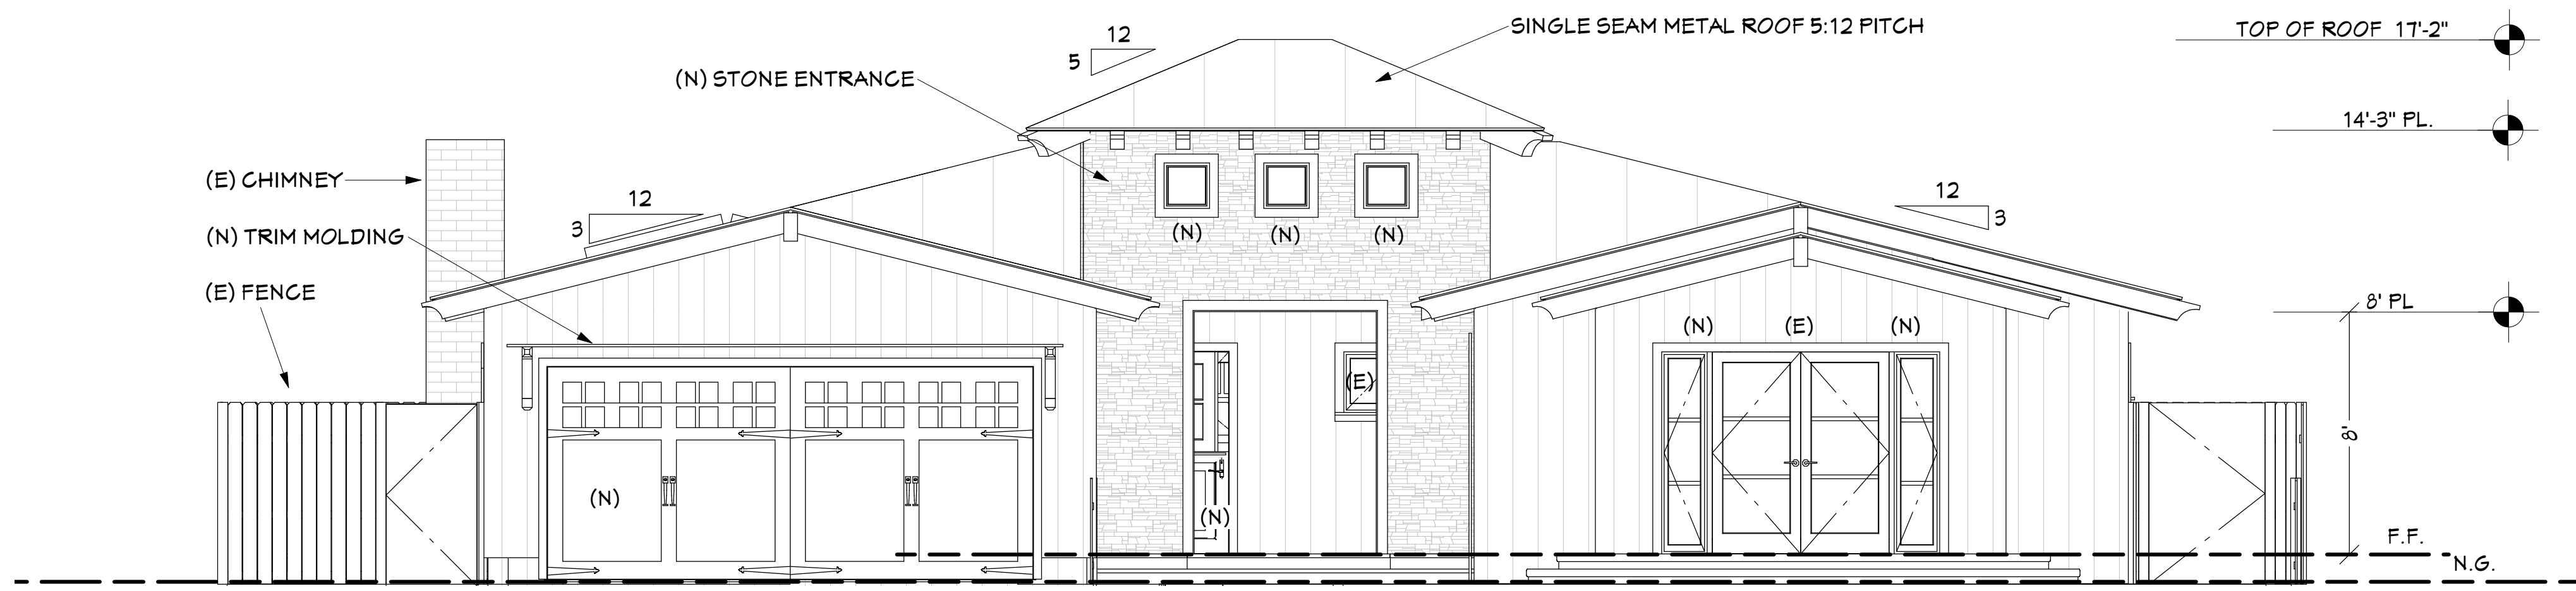 SINGLE SEAM METAL ROOF 5:12 PITCH
TOP OF ROOF 17'-2"
12
5
(N) STONE ENTRANCE
14'-3" PL.
(E) CHIMNEY
12
3
12
3
(N) TRIM MOLDING
(N)
(N)
(N)
(E) FENCE
8' PL
(N)
(E)
(N)
(E)
8'
(N)
(N)
F.F.
N.G.